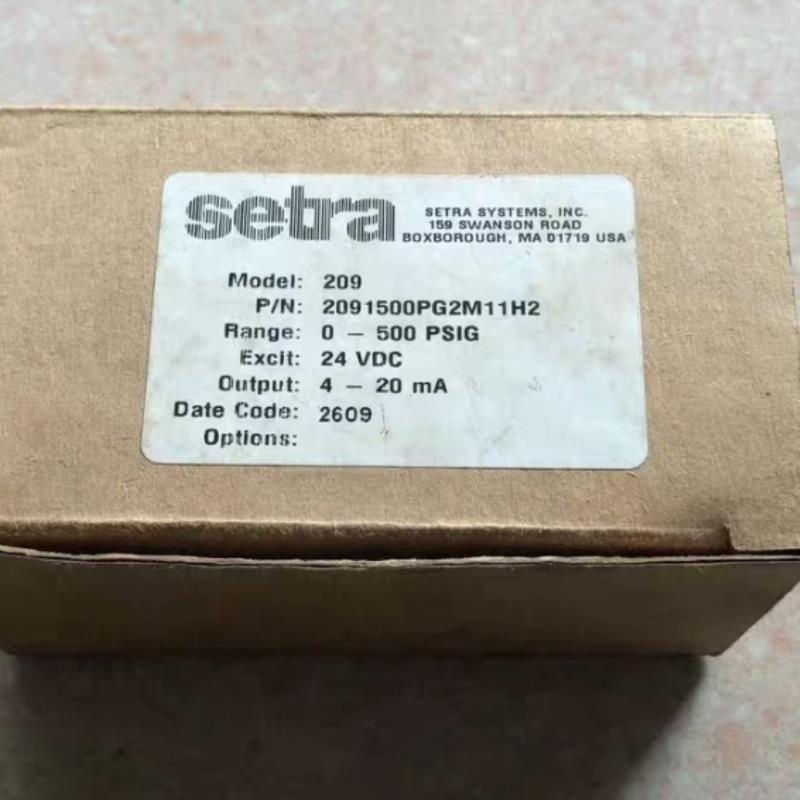 setra
SETRA SYSTEMS, INC.
159 SWANSON ROAD
BOXBOROUGH, MA 01719 USA
Model: 209
P/N: 2091500PG2M11H2
Range: 0 – 500 PSIG
Excit: 24 VDC
Output: 4 – 20 mA
Date Code: 2609
Options: